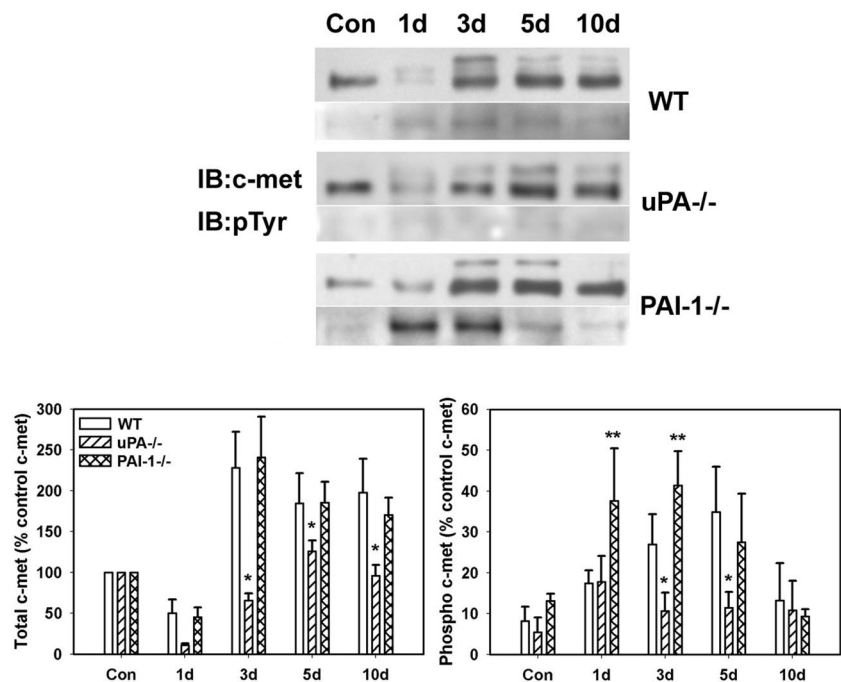 Con 1d 3d 5d 10d
WT
IB:c-met
IB:pTyr
uPA-/-
PAI-1-/-
Total c-met (% control c-met)
300
250
200
150
100
50
0
WT
uPA-/-
PAI-1-/-
*
*
*
Con 1d 3d 5d 10d
Phospho c-met (% control c-met)
60
50
40
30
20
10
0
**
**
*
*
Con 1d 3d 5d 10d